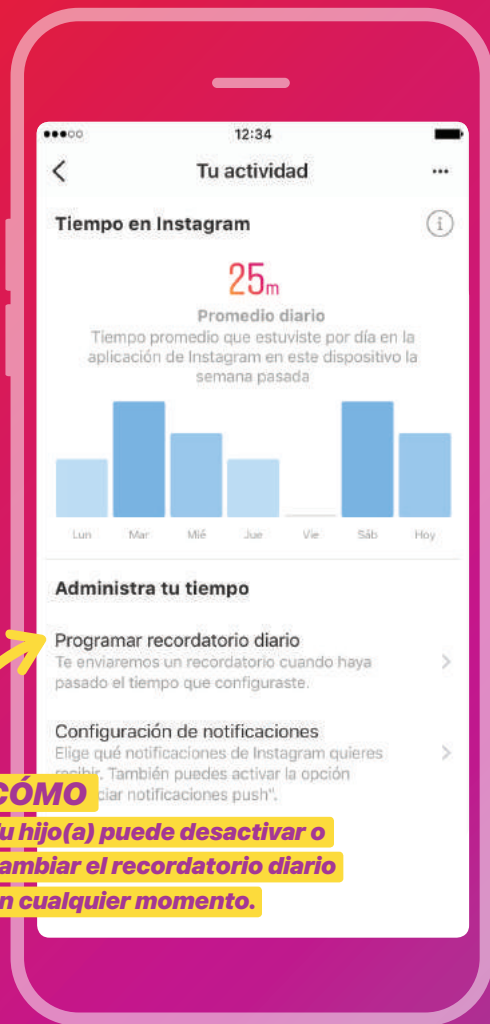 12:34
Tu actividad
Tiempo en Instagram
25m
Promedio diario
Tiempo promedio que estuviste por día en la
aplicación de Instagram en este dispositivo la
semana pasada
Lun Mar Mié Jue Vie Sáb Hoy
Administra tu tiempo
Programar recordatorio diario
Te enviaremos un recordatorio cuando haya
pasado el tiempo que configuraste.
Configuración de notificaciones
Elige qué notificaciones de Instagram quieres
También puedes activar la opción
notificaciones push".
CÓMO
hijo(a) puede desactivar o
el recordatorio diario
cualquier momento.